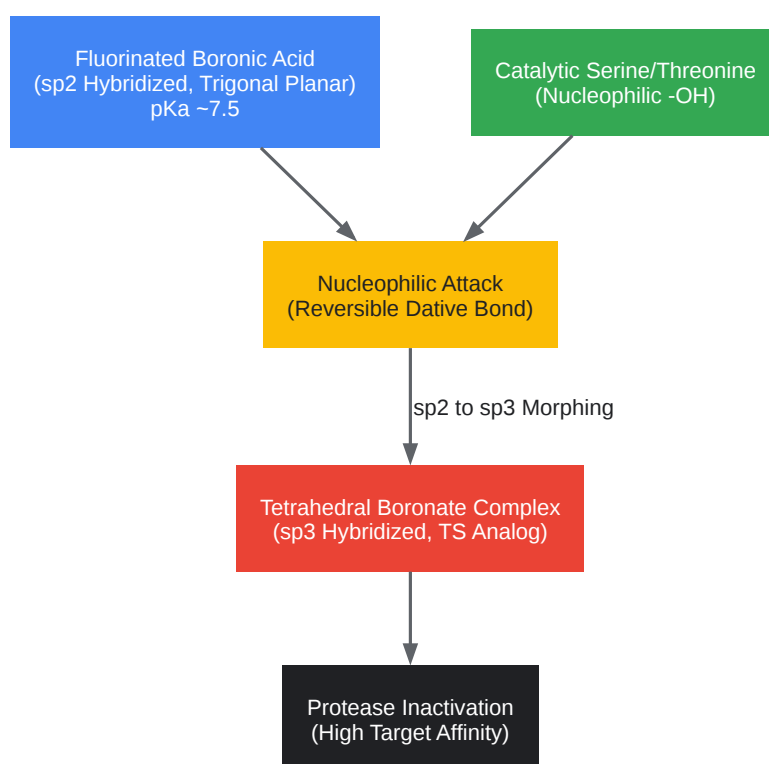 Fluorinated Boronic Acid
(sp2 Hybridized, Trigonal Planar)
pKa ~7.5
Catalytic Serine/Threonine
(Nucleophilic -OH)
Nucleophilic Attack
(Reversible Dative Bond)
sp2 to sp3 Morphing
Tetrahedral Boronate Complex
(sp3 Hybridized, TS Analog)
Protease Inactivation
(High Target Affinity)